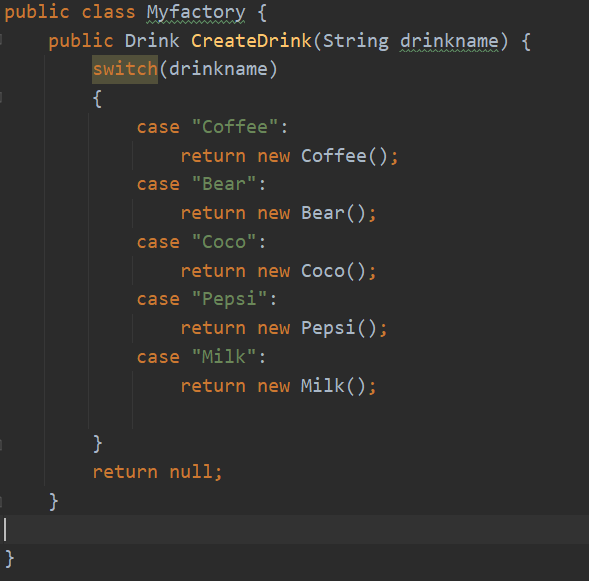 public class Myfactory {
    public Drink CreateDrink(String drinkname) {
        switch(drinkname)
        {
            case "Coffee":
                return new Coffee();
            case "Bear":
                return new Bear();
            case "Coco":
                return new Coco();
            case "Pepsi":
                return new Pepsi();
            case "Milk":
                return new Milk();
        }
        return null;
    }
}